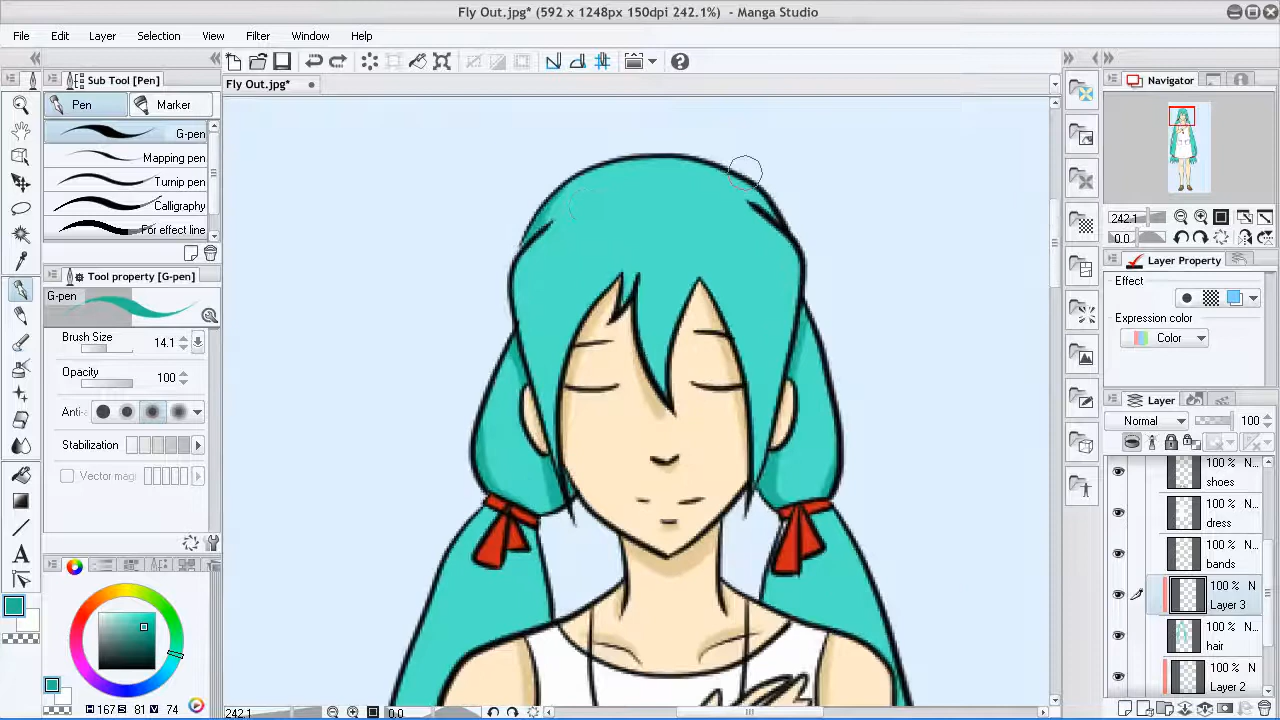 Fly Out.jpg* (592 x 1248px 150dpi 242.1%) - Manga Studio
File Edit Layer Selection View Filter Window Help
Sub Tool [Pen]
Fly Out.jpg*
Navigator
Pen Marker
G-pen
Mapping pen
Turnip pen
Calligraphy
For effect line
242.1
0.0
Tool property [G-pen]
G-pen
Brush Size 14.1
Opacity 100
Anti-
Stabilization
Vector mag
Layer Property
Effect
Expression color
Color
Layer
Normal 100
100 % N...
shoes
100 % N...
dress
100 % N...
bands
100 % N
Layer 3
100 % N...
hair
100 % N
Layer 2
H 167 S 81 V 74
242.1 0.0